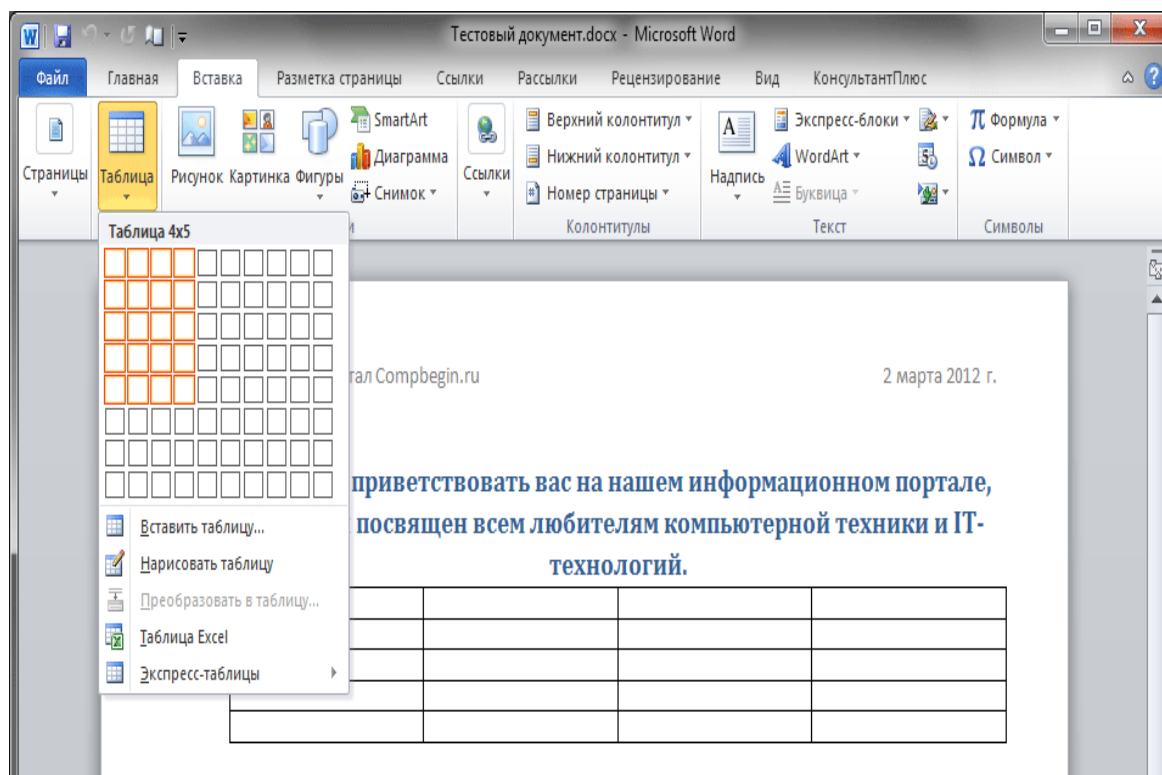 Тестовый документ.docx - Microsoft Word
Файл Главная Вставка Разметка страницы Ссылки Рассылки Рецензирование Вид КонсультантПлюс
Страницы
Таблица
Рисунок Картинка Фигуры
SmartArt
Диаграмма
Снимок
Ссылки
Верхний колонтитул
Нижний колонтитул
Номер страницы
Колонтитулы
Надпись
Экспресс-блоки
WordArt
Буквица
Текст
π Формула
Ω Символ
Символы
Таблица 4x5
Вставить таблицу...
Нарисовать таблицу
Преобразовать в таблицу...
Таблица Excel
Экспресс-таблицы
Compbegin.ru 2 марта 2012 г.
приветствовать вас на нашем информационном портале,
посвящен всем любителям компьютерной техники и IT-
технологий.